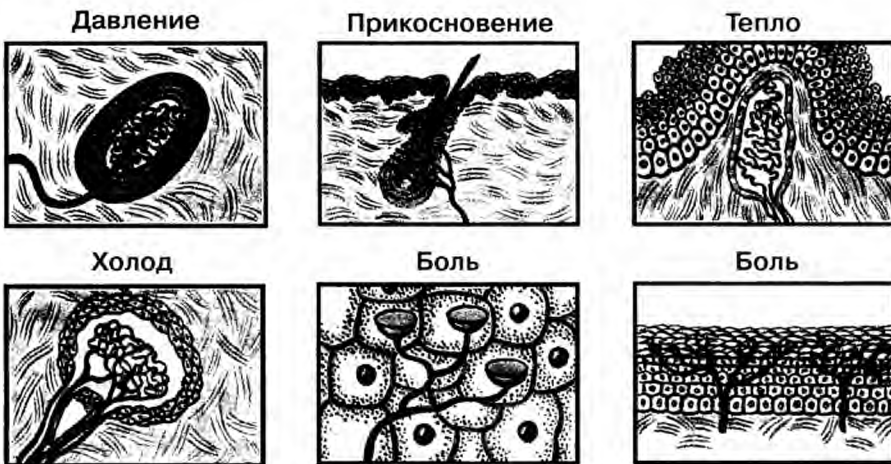 Давление
Прикосновение
Тепло
Холод
Боль
Боль